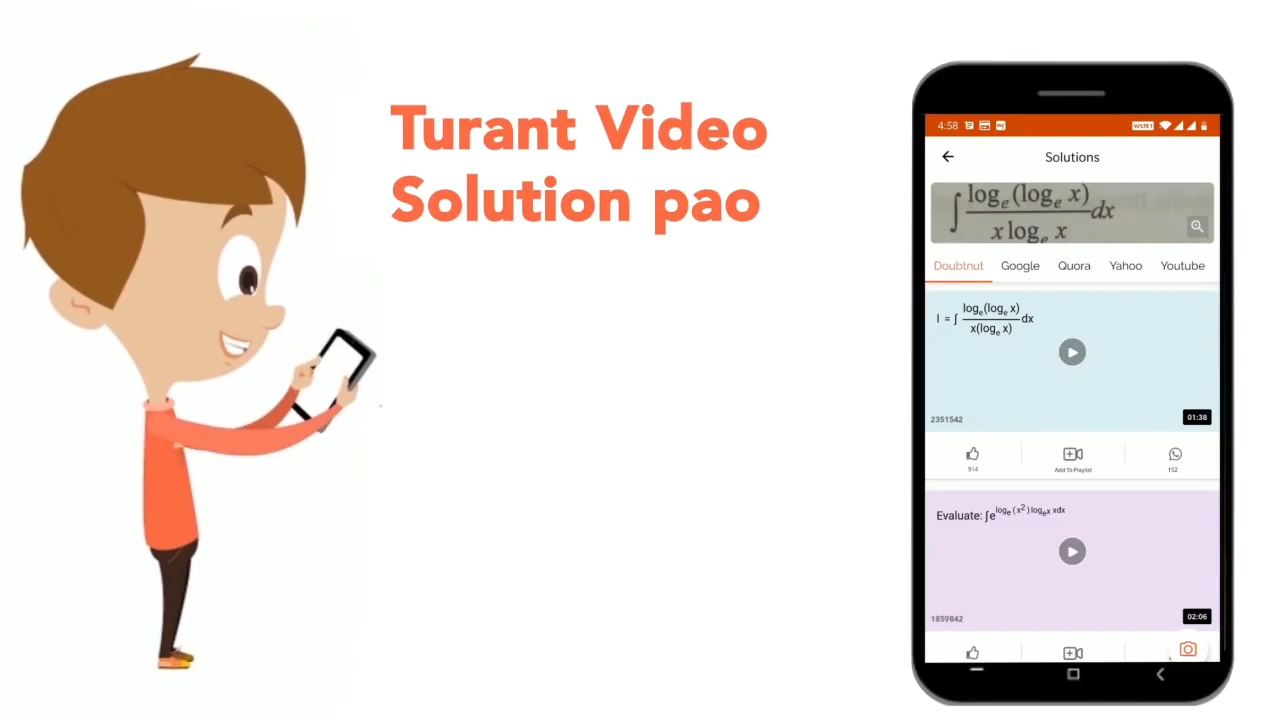 Turant Video
Solution pao
4:58
VoLTE1
Solutions
∫ logₑ(logₑ x) / x logₑ x dx
Doubtnut Google Quora Yahoo Youtube
I = ∫ logₑ(logₑ x) / x(logₑ x) dx
2351542 01:38
914 Add To Playlist 152
Evaluate: ∫e^logₑ(x²)logₑx xdx
1859842 02:06